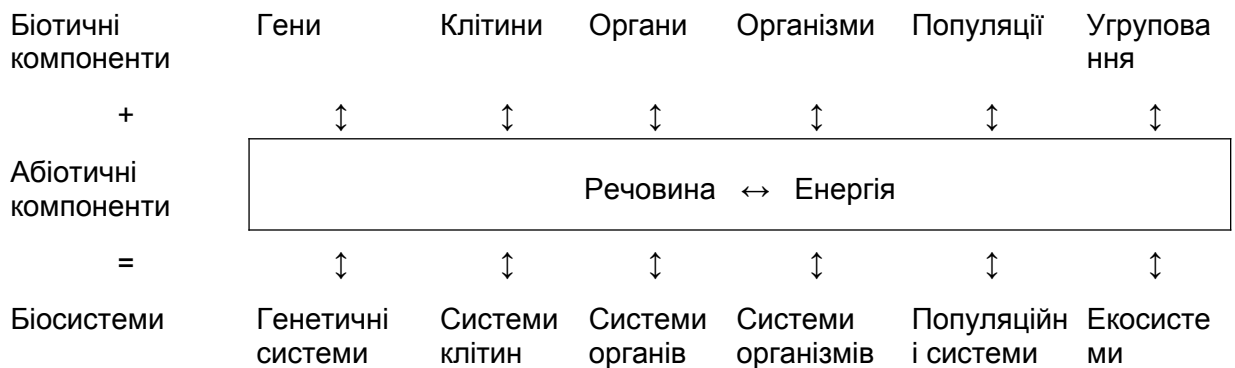 Біотичні Гени Клітини Органи Організми Популяції Угрупова
компоненти ння
+ ↕ ↕ ↕ ↕ ↕ ↕
Абіотичні
компоненти
Речовина ↔ Енергія
= ↕ ↕ ↕ ↕ ↕ ↕
Біосистеми Генетичні Системи Системи Системи Популяційн Екосисте
системи клітин органів організмів і системи ми